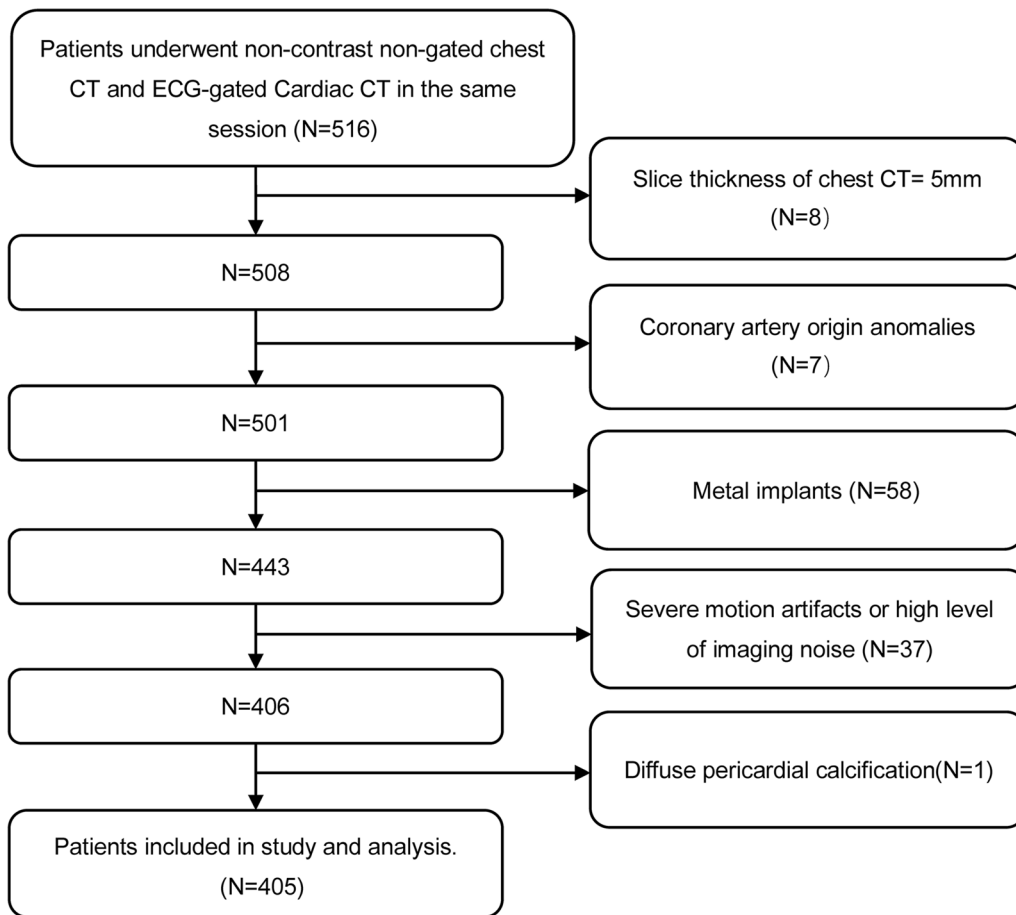 Patients underwent non-contrast non-gated chest
CT and ECG-gated Cardiac CT in the same
session (N=516)
Slice thickness of chest CT= 5mm
(N=8）
N=508
Coronary artery origin anomalies
(N=7）
N=501
Metal implants (N=58)
N=443
Severe motion artifacts or high level
of imaging noise (N=37)
N=406
Diffuse pericardial calcification(N=1)
Patients included in study and analysis.
(N=405)